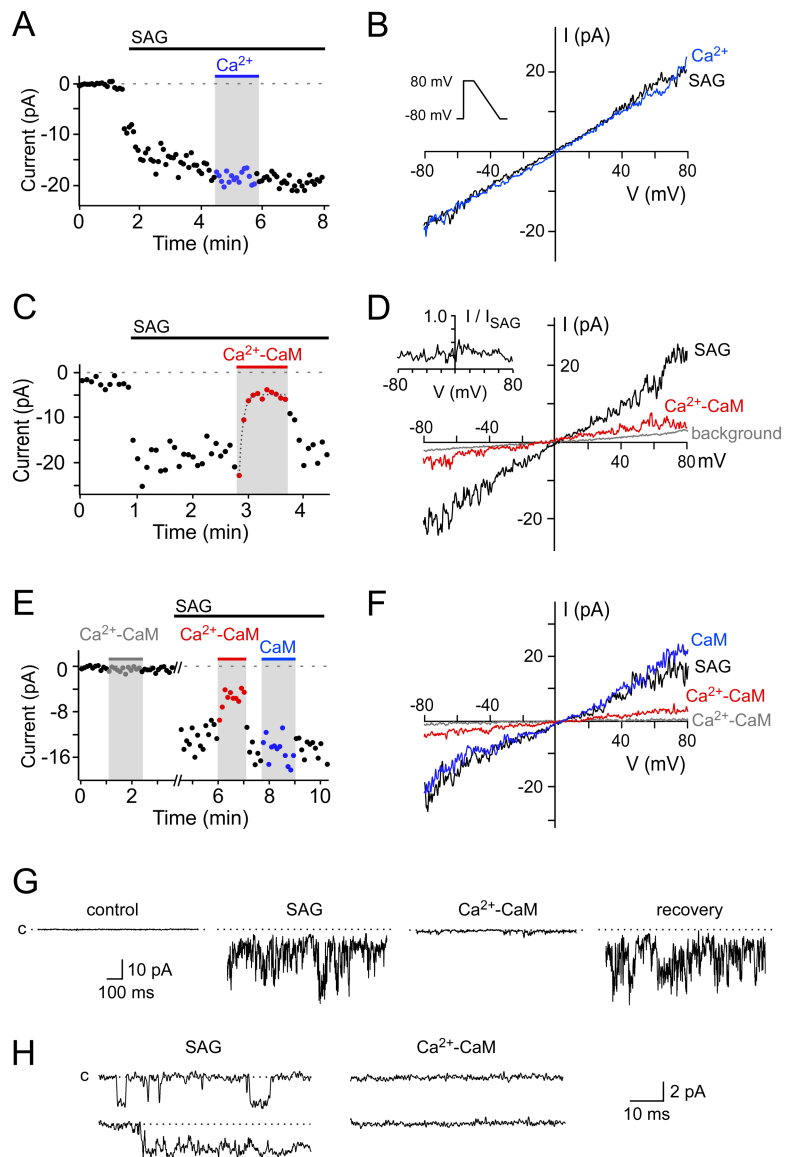 A
SAG
Ca2+
0
-10
-20
Current (pA)
0 2 4 6 8
Time (min)
B
I (pA)
80 mV
-80 mV
20
Ca2+
SAG
-80 -40 40 80
V (mV)
-20
C
SAG
Ca2+-CaM
0
-10
-20
Current (pA)
0 1 2 3 4
Time (min)
D
1.0 I / ISAG
-80 80
V (mV)
I (pA)
20
SAG
Ca2+-CaM
background
-80 -40 40 80 mV
-20
E
SAG
Ca2+-CaM Ca2+-CaM
CaM
0
-8
-16
Current (pA)
0 2 6 8 10
Time (min)
F
I (pA)
20
CaM
SAG
Ca2+-CaM
Ca2+-CaM
-80 -40 40 80
V (mV)
-20
G
control SAG Ca2+-CaM recovery
c
10 pA
100 ms
H
SAG Ca2+-CaM
c
2 pA
10 ms